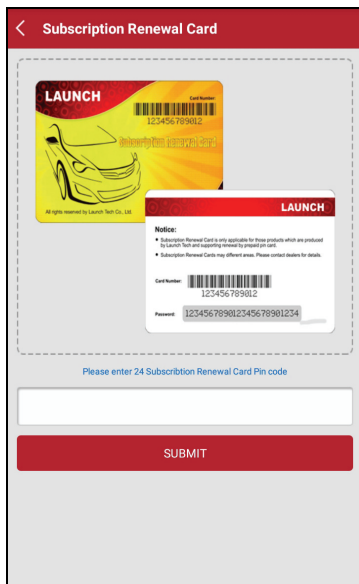 Subscription Renewal Card
LAUNCH
Card Number:
123456789012
Subscription Renewal Card
All rights reserved by Launch Tech Co., Ltd.
LAUNCH
Notice:
Subscription Renewal Card is only applicable for those products which are produced
by Launch Tech and supporting renewal by prepaid pin card.
Subscription Renewal Cards may different areas. Please contact dealers for details.
Card Number:
123456789012
Password:
123456789012345678901234
Please enter 24 Subscribtion Renewal Card Pin code
SUBMIT